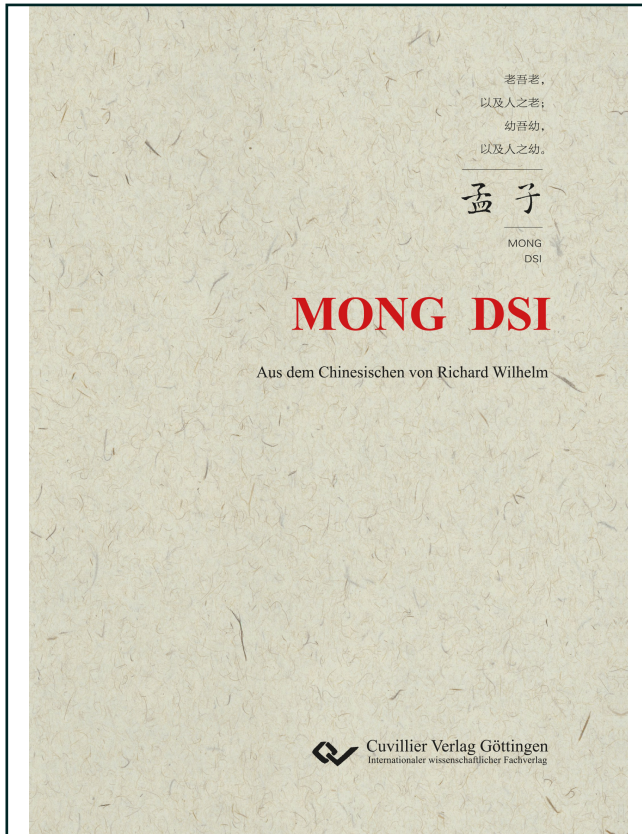 老吾老，
以及人之老；
幼吾幼，
以及人之幼。
孟 子
MONG
DSI
MONG DSI
Aus dem Chinesischen von Richard Wilhelm
Cuvillier Verlag Göttingen
Internationaler wissenschaftlicher Fachverlag